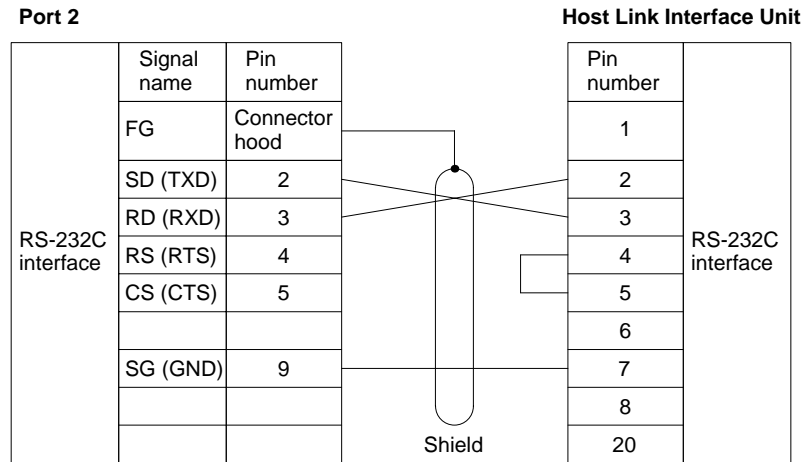 Port 2
Host Link Interface Unit
Signal name
Pin number
Pin number
FG
Connector hood
1
SD (TXD)
2
2
RD (RXD)
3
3
RS-232C interface
RS (RTS)
4
4
RS-232C interface
CS (CTS)
5
5
6
SG (GND)
9
7
8
Shield
20